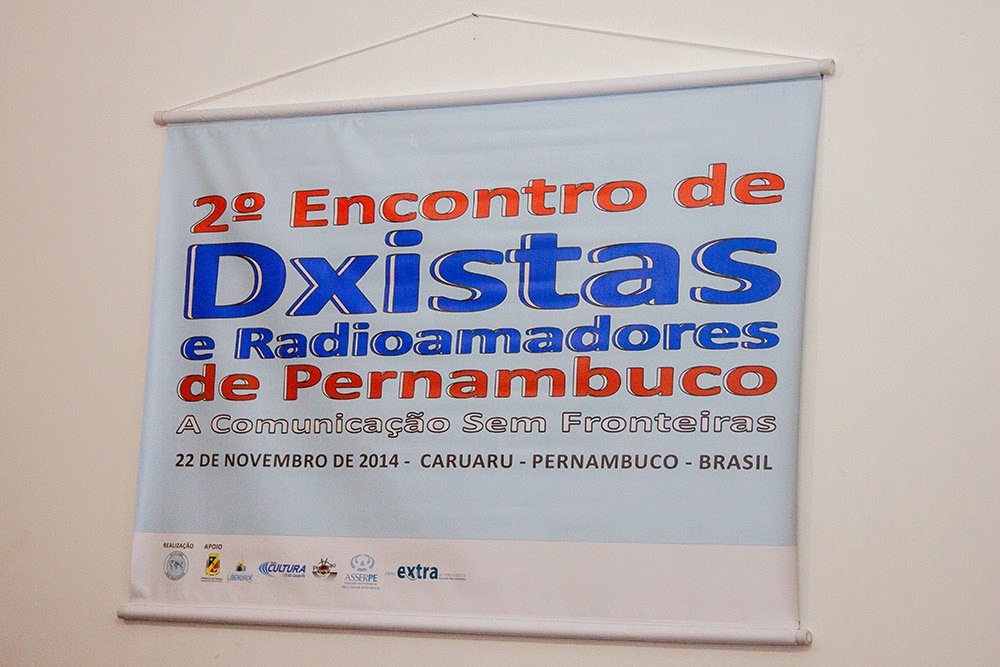 2º Encontro de
Dxistas
e Radioamadores
de Pernambuco
A Comunicação Sem Fronteiras
22 DE NOVEMBRO DE 2014 - CARUARU - PERNAMBUCO - BRASIL
REALIZAÇÃO APOIO
LIBERDADE CULTURA ASSERPE extra